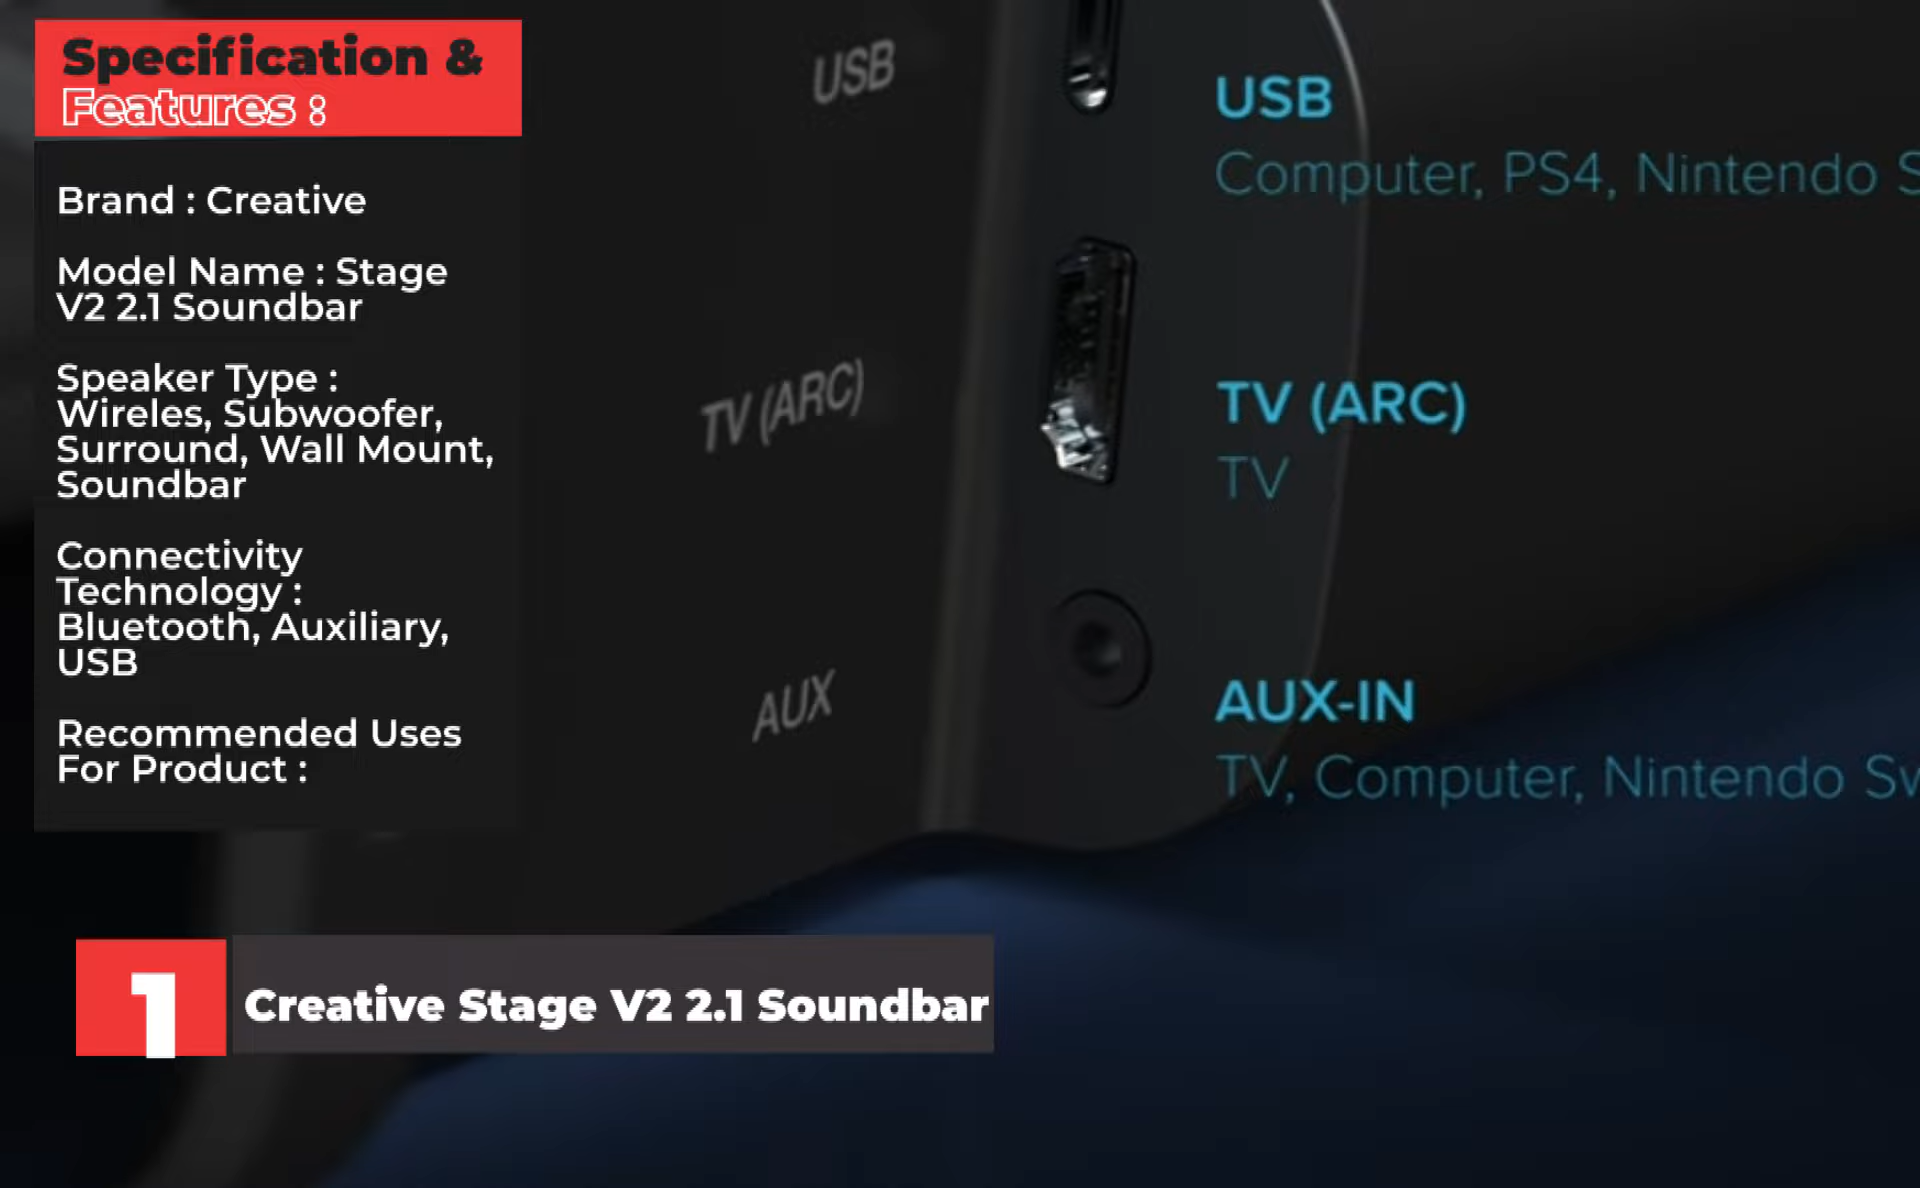 Specification &
Features :
Brand : Creative
Model Name : Stage
V2 2.1 Soundbar
Speaker Type :
Wireles, Subwoofer,
Surround, Wall Mount,
Soundbar
Connectivity
Technology :
Bluetooth, Auxiliary,
USB
Recommended Uses
For Product :
USB
TV (ARC)
AUX
USB
Computer, PS4, Nintendo
TV (ARC)
TV
AUX-IN
TV, Computer, Nintendo
1
Creative Stage V2 2.1 Soundbar